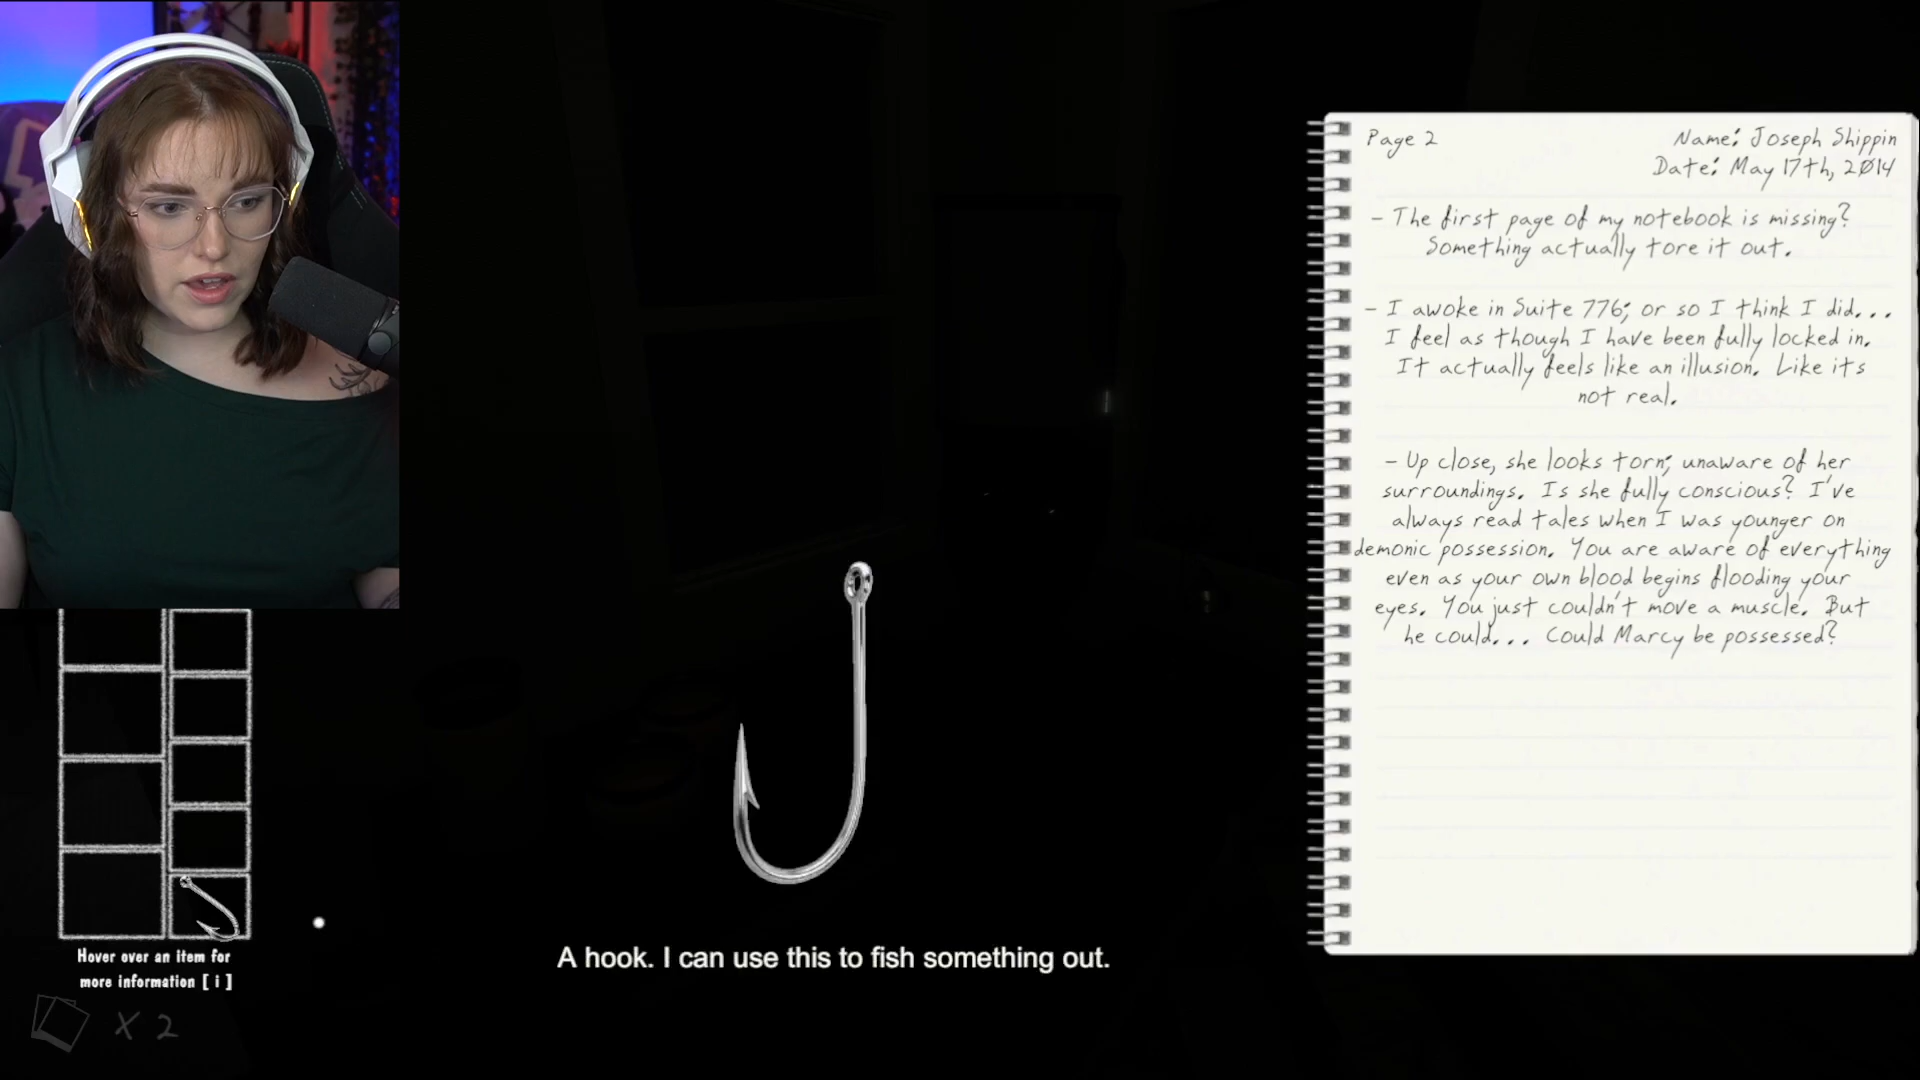 Page 2
Name: Joseph Shippin
Date: May 17th, 2014
- The first page of my notebook is missing?
Something actually tore it out.
- I awoke in Suite 776; or so I think I did...
I feel as though I have been fully locked in.
It actually feels like an illusion. Like it's
not real.
- Up close, she looks torn; unaware of her
surroundings. Is she fully conscious? I've
always read tales when I was younger on
demonic possession. You are aware of everything
even as your own blood begins flooding your
eyes. You just couldn't move a muscle. But
he could... Could Marcy be possessed?
A hook. I can use this to fish something out.
Hover over an item for
more information [ i ]
X 2